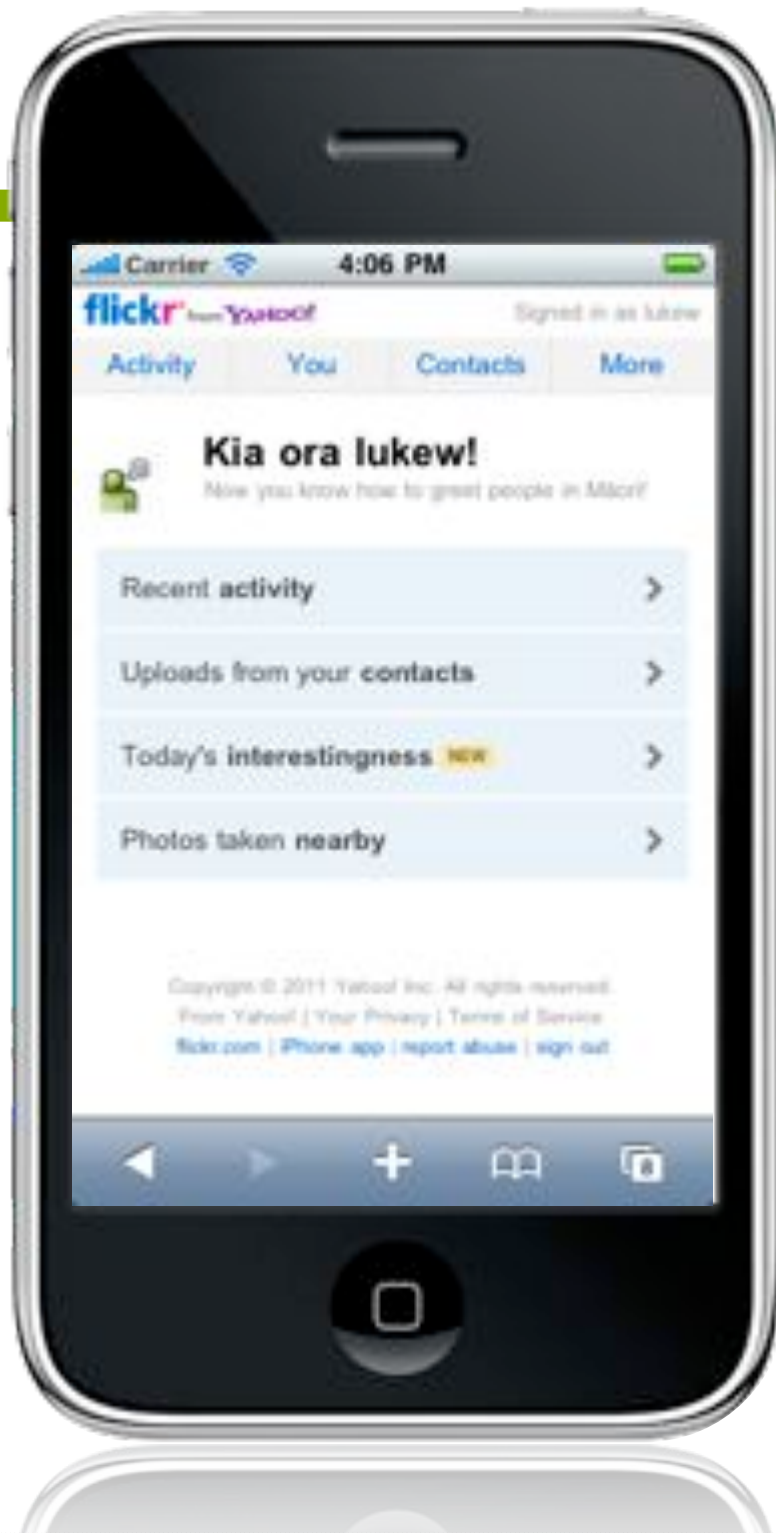 Carrier 4:06 PM
flickr from YAHOO!
Signed in as lukew
Activity You Contacts More
Kia ora lukew!
Now you know how to greet people in Māori!
Recent activity
Uploads from your contacts
Today's interestingness NEW
Photos taken nearby
Copyright © 2011 Yahoo! Inc. All rights reserved.
From Yahoo! | Your Privacy | Terms of Service
flickr.com | iPhone app | report abuse | sign out
8